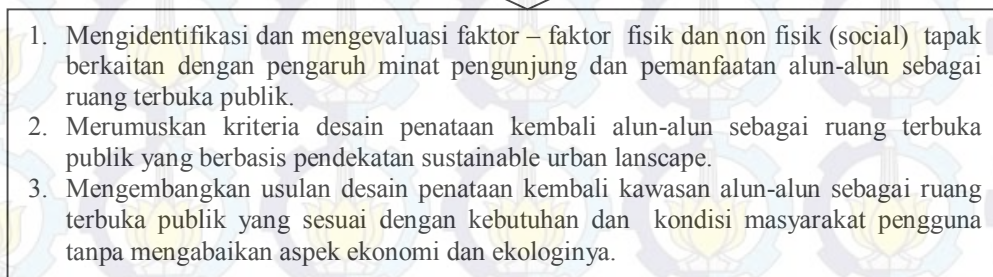 1. Mengidentifikasi dan mengevaluasi faktor – faktor fisik dan non fisik (social) tapak
berkaitan dengan pengaruh minat pengunjung dan pemanfaatan alun-alun sebagai
ruang terbuka publik.
2. Merumuskan kriteria desain penataan kembali alun-alun sebagai ruang terbuka
publik yang berbasis pendekatan sustainable urban lanscape.
3. Mengembangkan usulan desain penataan kembali kawasan alun-alun sebagai ruang
terbuka publik yang sesuai dengan kebutuhan dan kondisi masyarakat pengguna
tanpa mengabaikan aspek ekonomi dan ekologinya.